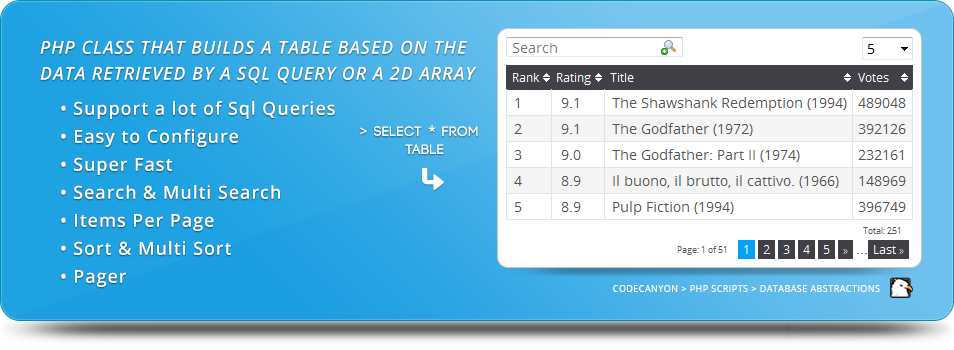 PHP CLASS THAT BUILDS A TABLE BASED ON THE
DATA RETRIEVED BY A SQL QUERY OR A 2D ARRAY
• Support a lot of Sql Queries
• Easy to Configure
• Super Fast
• Search & Multi Search
• Items Per Page
• Sort & Multi Sort
• Pager
> SELECT * FROM
TABLE
Search 5
Rank Rating Title Votes
1 9.1 The Shawshank Redemption (1994) 489048
2 9.1 The Godfather (1972) 392126
3 9.0 The Godfather: Part II (1974) 232161
4 8.9 Il buono, il brutto, il cattivo. (1966) 148969
5 8.9 Pulp Fiction (1994) 396749
Total: 251
Page: 1 of 51 1 2 3 4 5 » ... Last »
CODECANYON > PHP SCRIPTS > DATABASE ABSTRACTIONS